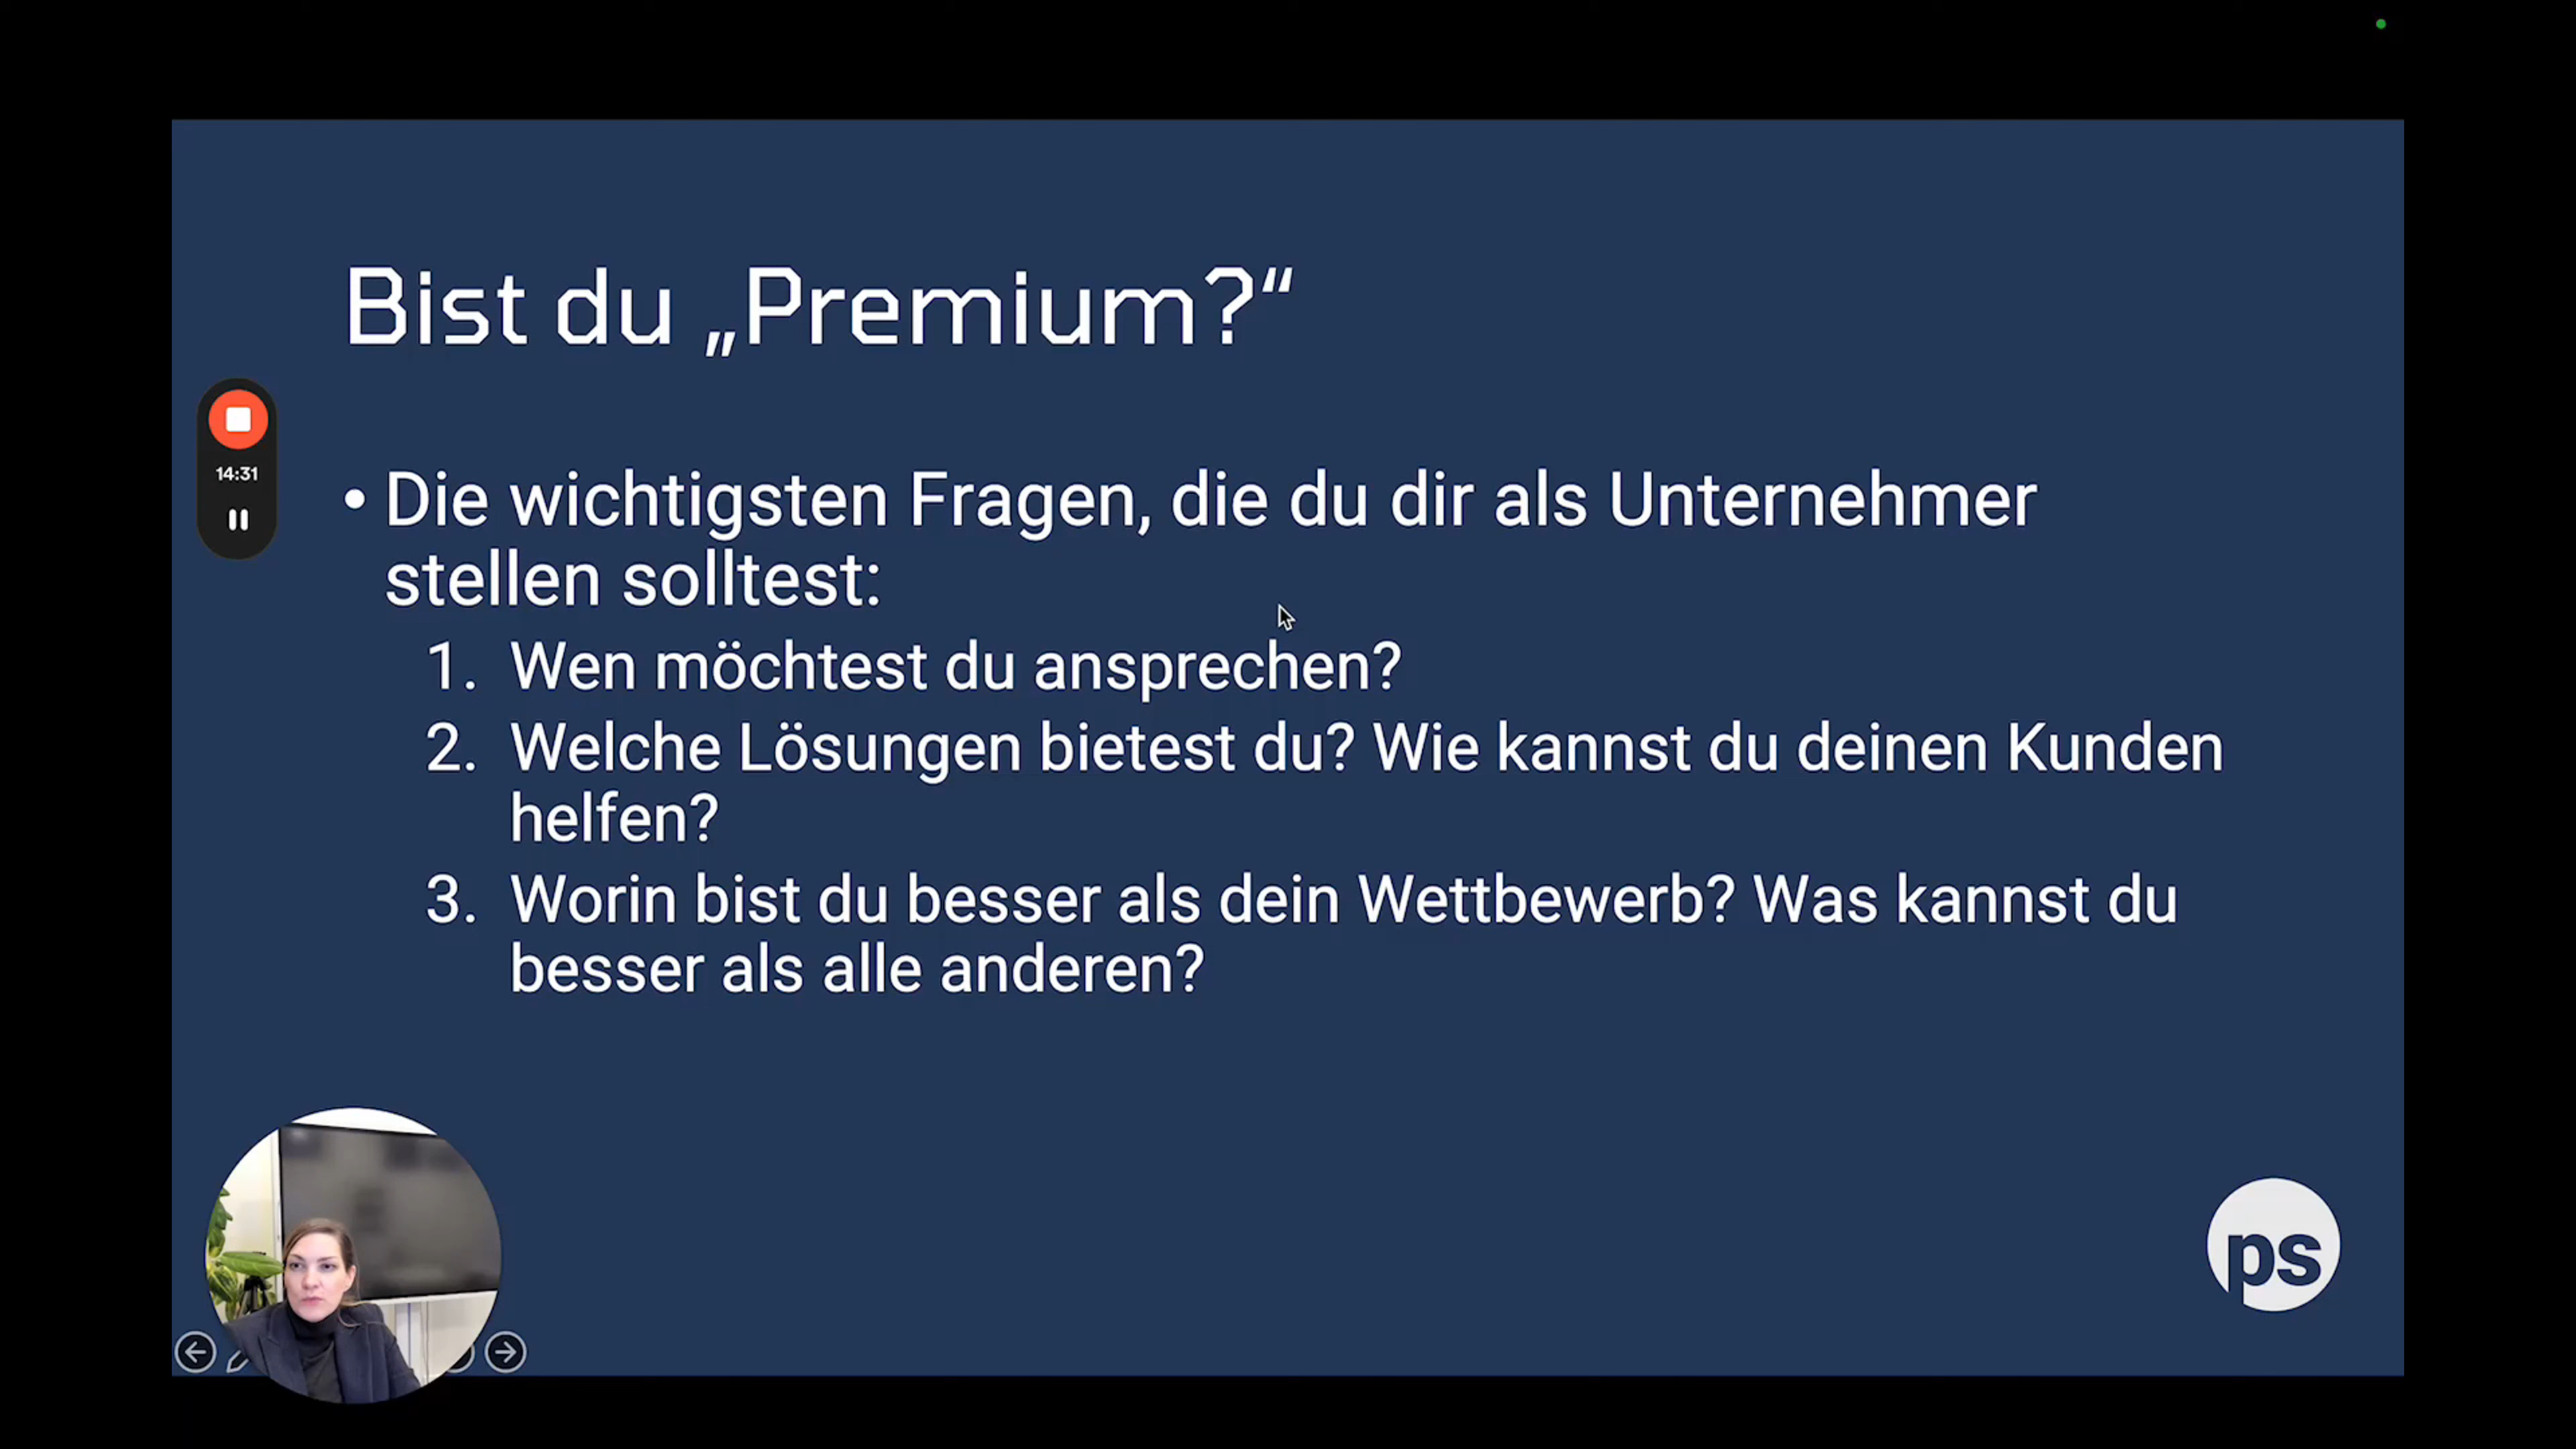 Bist du „Premium?“
14:31
• Die wichtigsten Fragen, die du dir als Unternehmer
stellen solltest:
1. Wen möchtest du ansprechen?
2. Welche Lösungen bietest du? Wie kannst du deinen Kunden
helfen?
3. Worin bist du besser als dein Wettbewerb? Was kannst du
besser als alle anderen?
ps